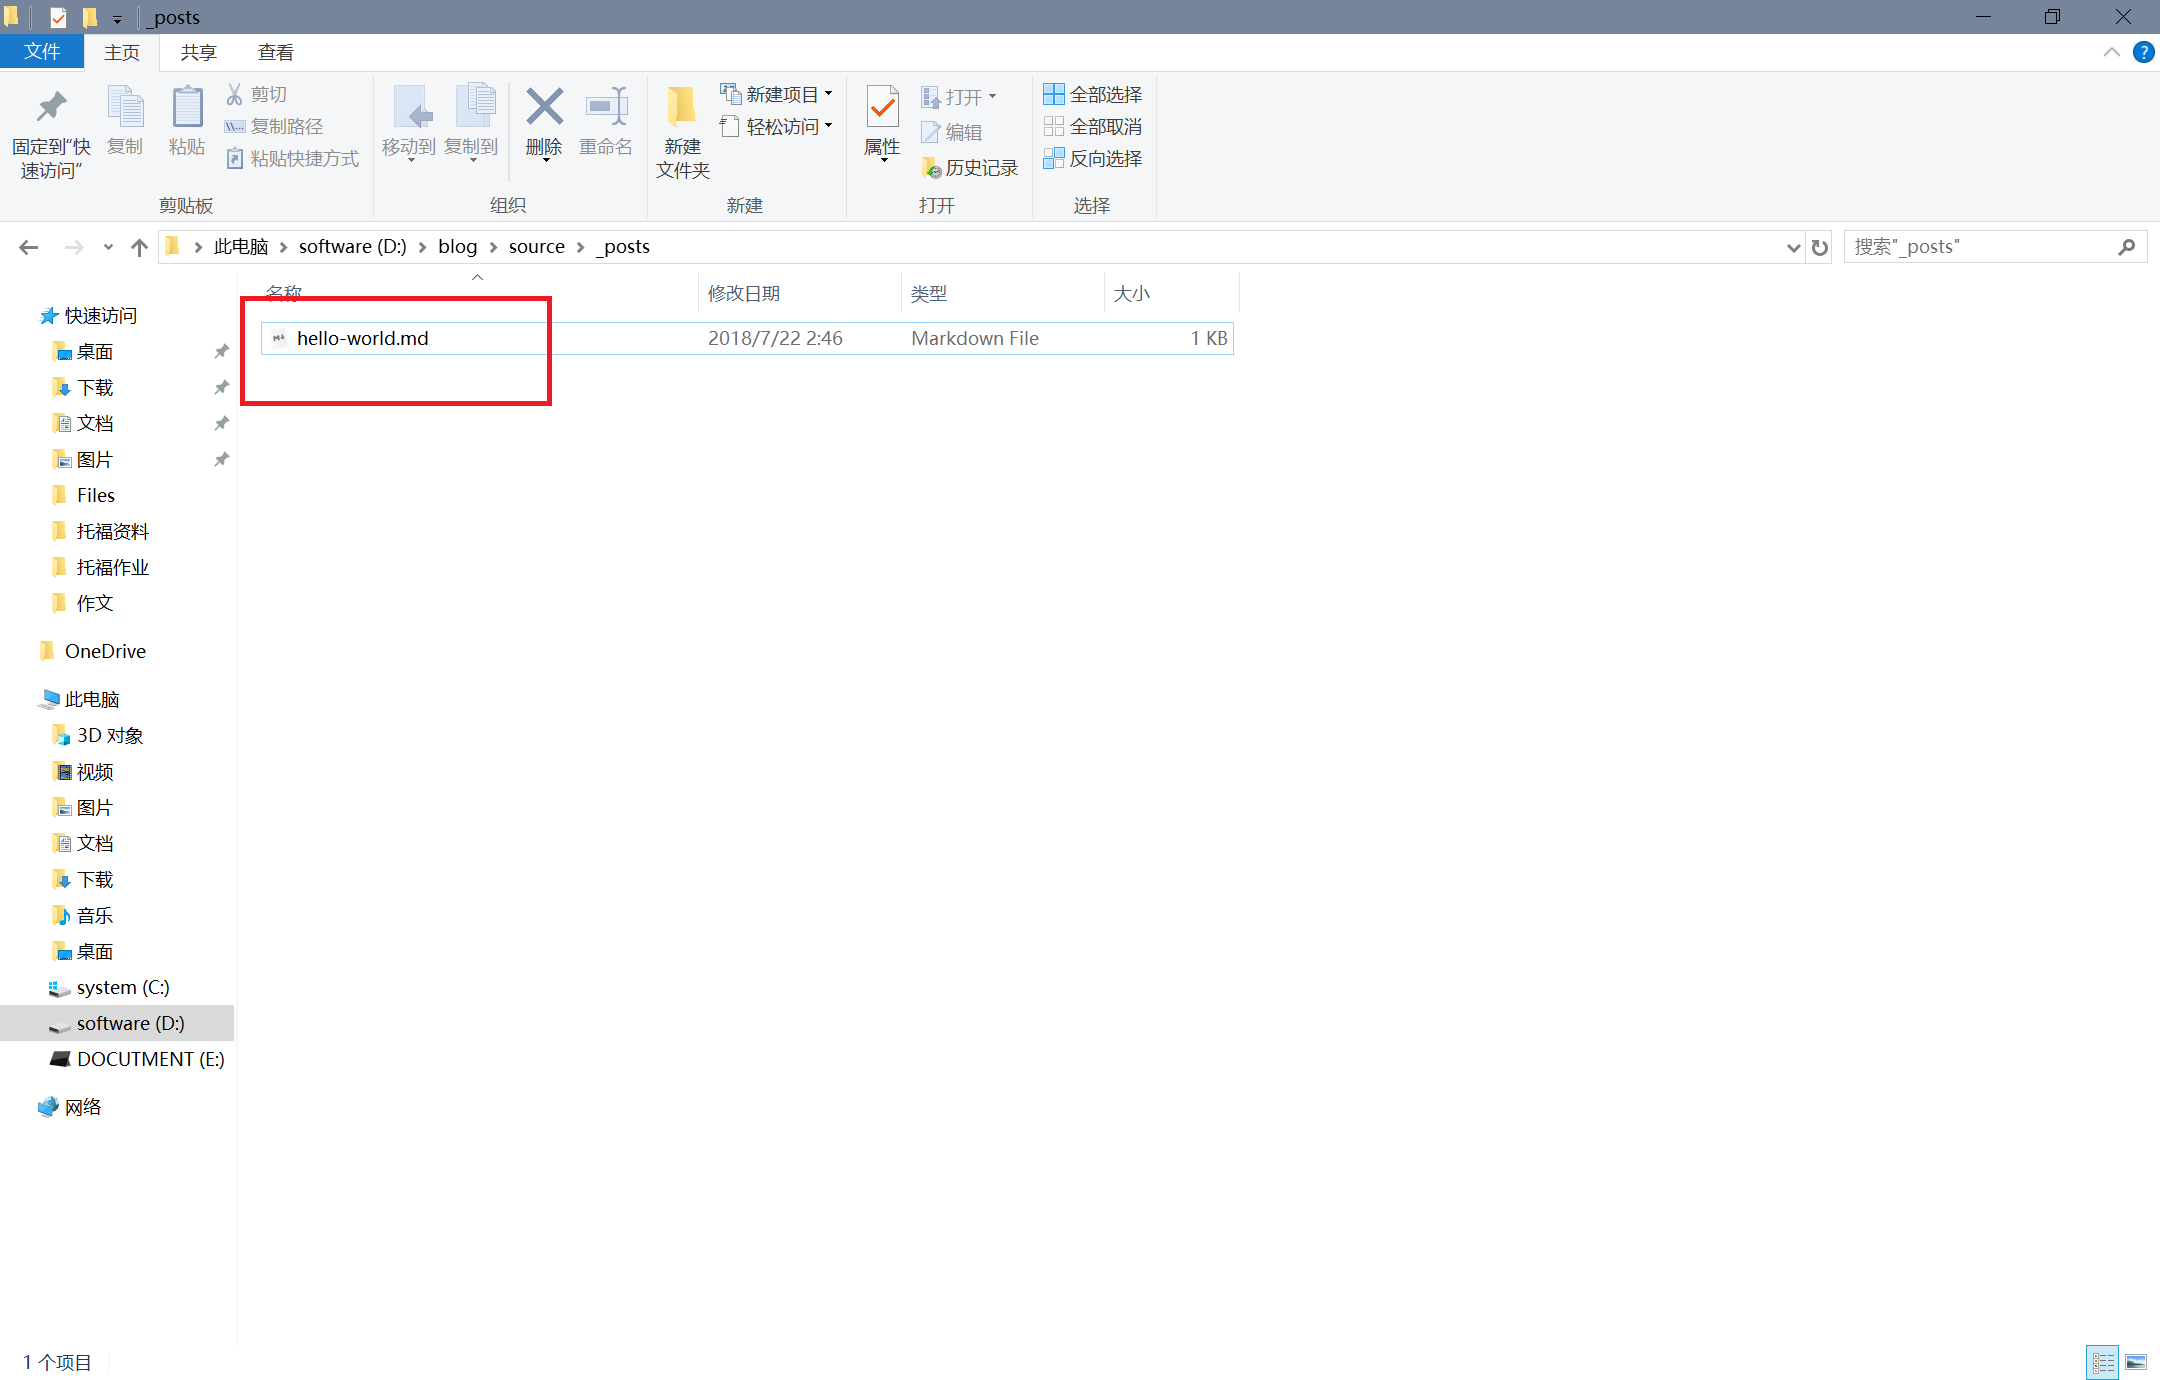 _posts
文件
主页
共享
查看
固定到"快
速访问"
复制
粘贴
剪切
复制路径
粘贴快捷方式
剪贴板
移动到
复制到
删除
重命名
组织
新建
文件夹
新建项目
轻松访问
新建
属性
打开
编辑
历史记录
打开
全部选择
全部取消
反向选择
选择
此电脑 > software (D:) > blog > source > _posts
搜索"_posts"
名称
修改日期
类型
大小
hello-world.md
2018/7/22 2:46
Markdown File
1 KB
快速访问
桌面
下载
文档
图片
Files
托福资料
托福作业
作文
OneDrive
此电脑
3D 对象
视频
图片
文档
下载
音乐
桌面
system (C:)
software (D:)
DOCUTMENT (E:)
网络
1 个项目